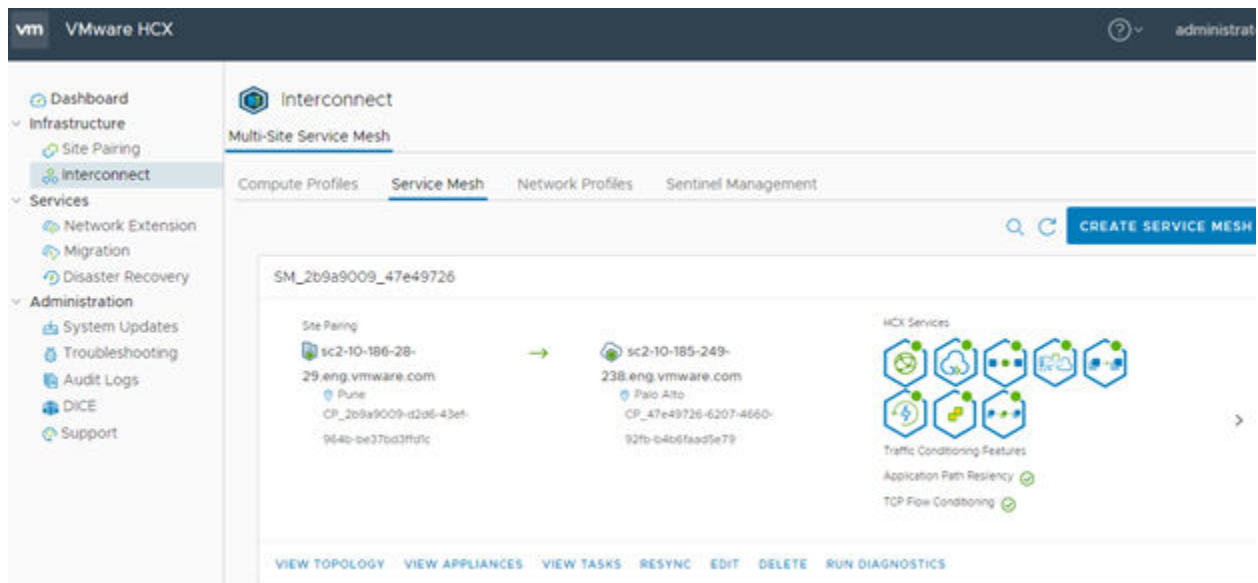 vm VMware HCX
administrat
Dashboard
Infrastructure
Site Pairing
Interconnect
Services
Network Extension
Migration
Disaster Recovery
Administration
System Updates
Troubleshooting
Audit Logs
DICE
Support
Interconnect
Multi-Site Service Mesh
Compute Profiles Service Mesh Network Profiles Sentinel Management
CREATE SERVICE MESH
SM_2b9a9009_47e49726
Site Pairing
sc2-10-186-28-
29.eng.vmware.com
Pune
CP_2b9a9009-d2d6-43ef-
964b-be37bd3ffd1c
sc2-10-185-249-
238.eng.vmware.com
Palo Alto
CP_47e49726-6207-4660-
92fb-b4b6faad5e79
HCX Services
Traffic Conditioning Features
Application Path Resiliency
TCP Flow Conditioning
VIEW TOPOLOGY VIEW APPLIANCES VIEW TASKS RESYNC EDIT DELETE RUN DIAGNOSTICS